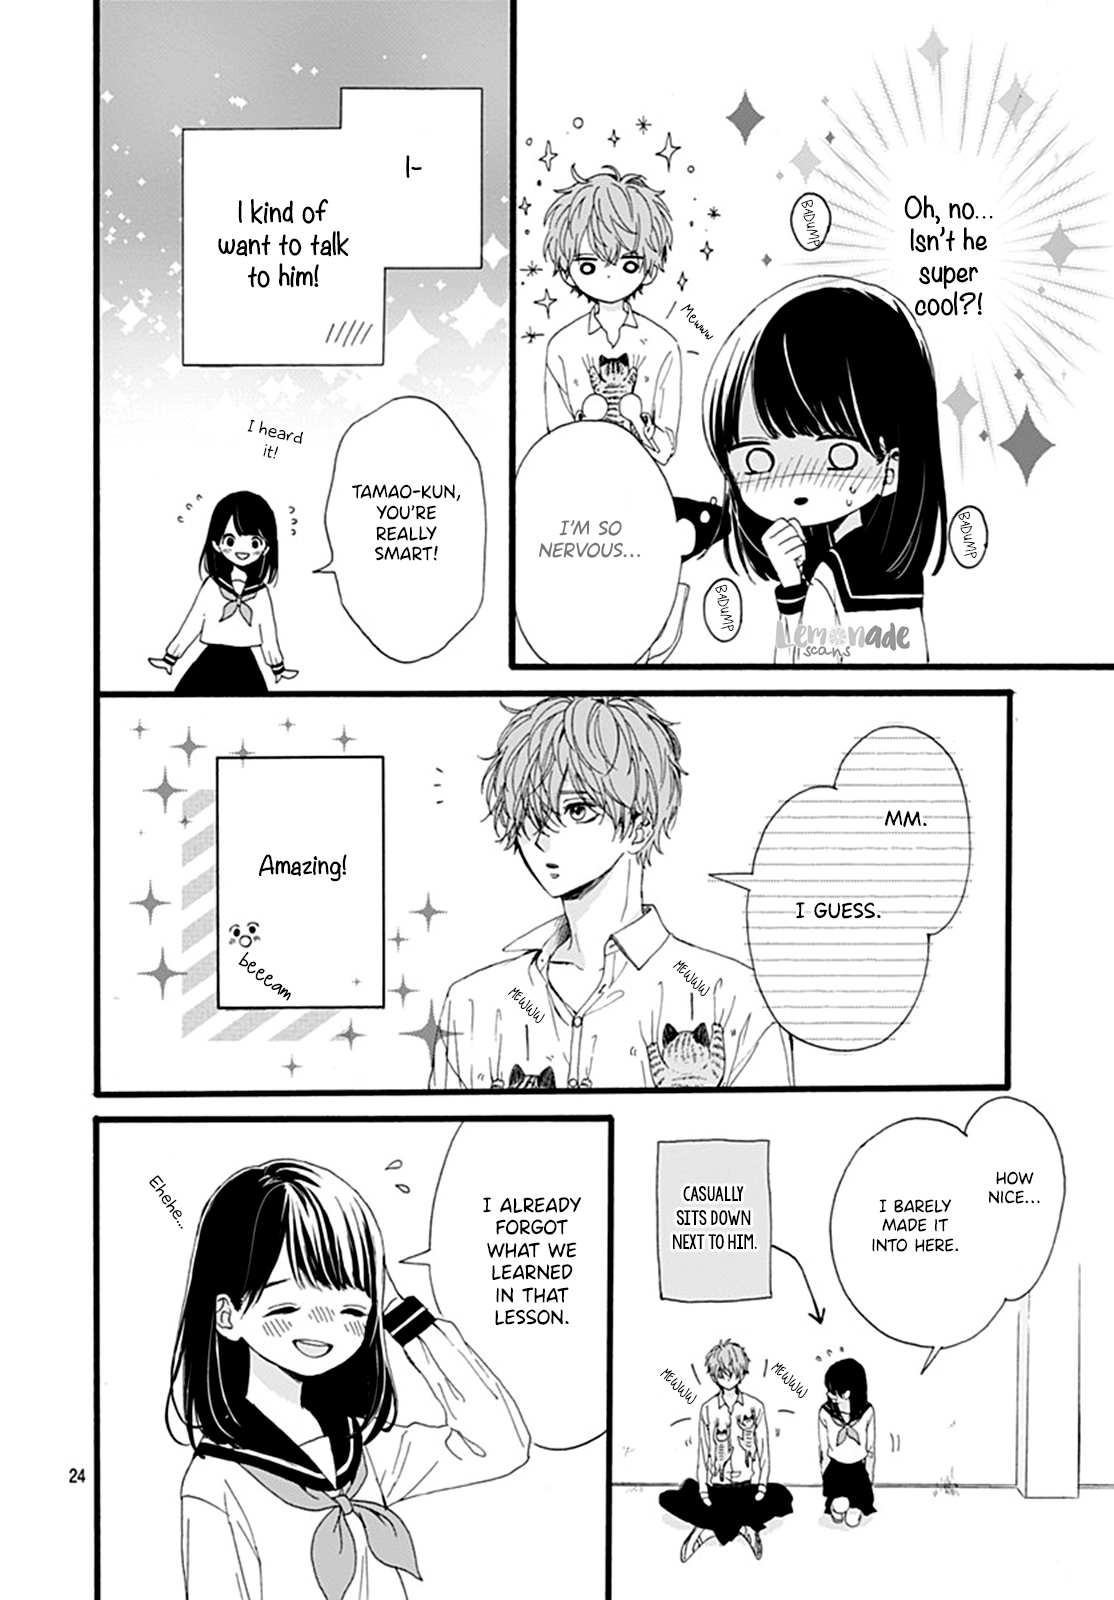 Oh, no...
Isn't he
super
cool?!
BADUMP
Mewww
I'M SO
NERVOUS...
BADUMP
BADUMP
Lemonade
scans
I-
I kind of
want to talk
to him!
TAMAO-KUN,
YOU'RE
REALLY
SMART!
I heard
it!
MM.
I GUESS.
MEWWW
MEWWW
Amazing!
beeeam
HOW
NICE...
I BARELY
MADE IT
INTO HERE.
CASUALLY
SITS DOWN
NEXT TO HIM.
MEWWW
MEWWW
I ALREADY
FORGOT
WHAT WE
LEARNED
IN THAT
LESSON.
Ehehe...
24